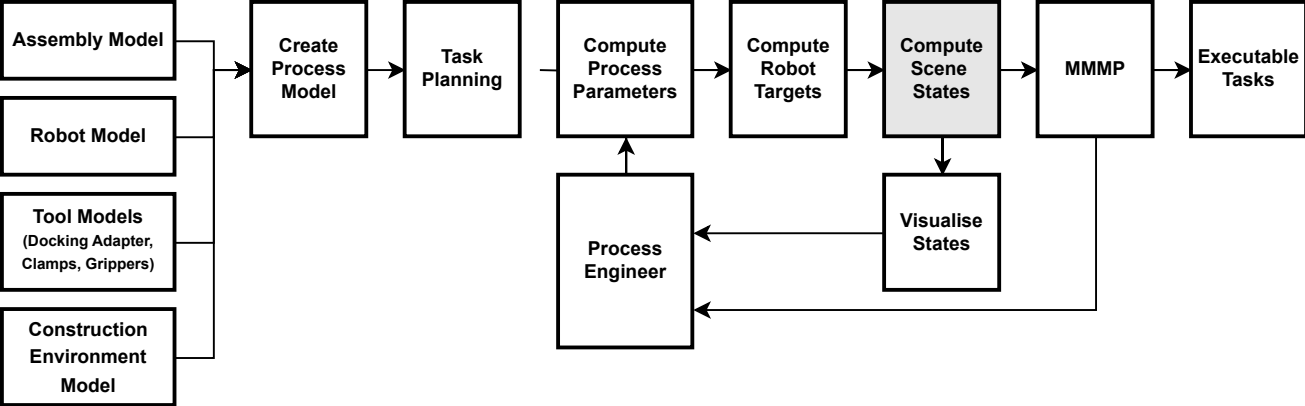 Assembly Model
Robot Model
Tool Models
(Docking Adapter,
Clamps, Grippers)
Construction
Environment
Model
Create
Process
Model
Task
Planning
Compute
Process
Parameters
Compute
Robot
Targets
Compute
Scene
States
MMMP
Executable
Tasks
Process
Engineer
Visualise
States